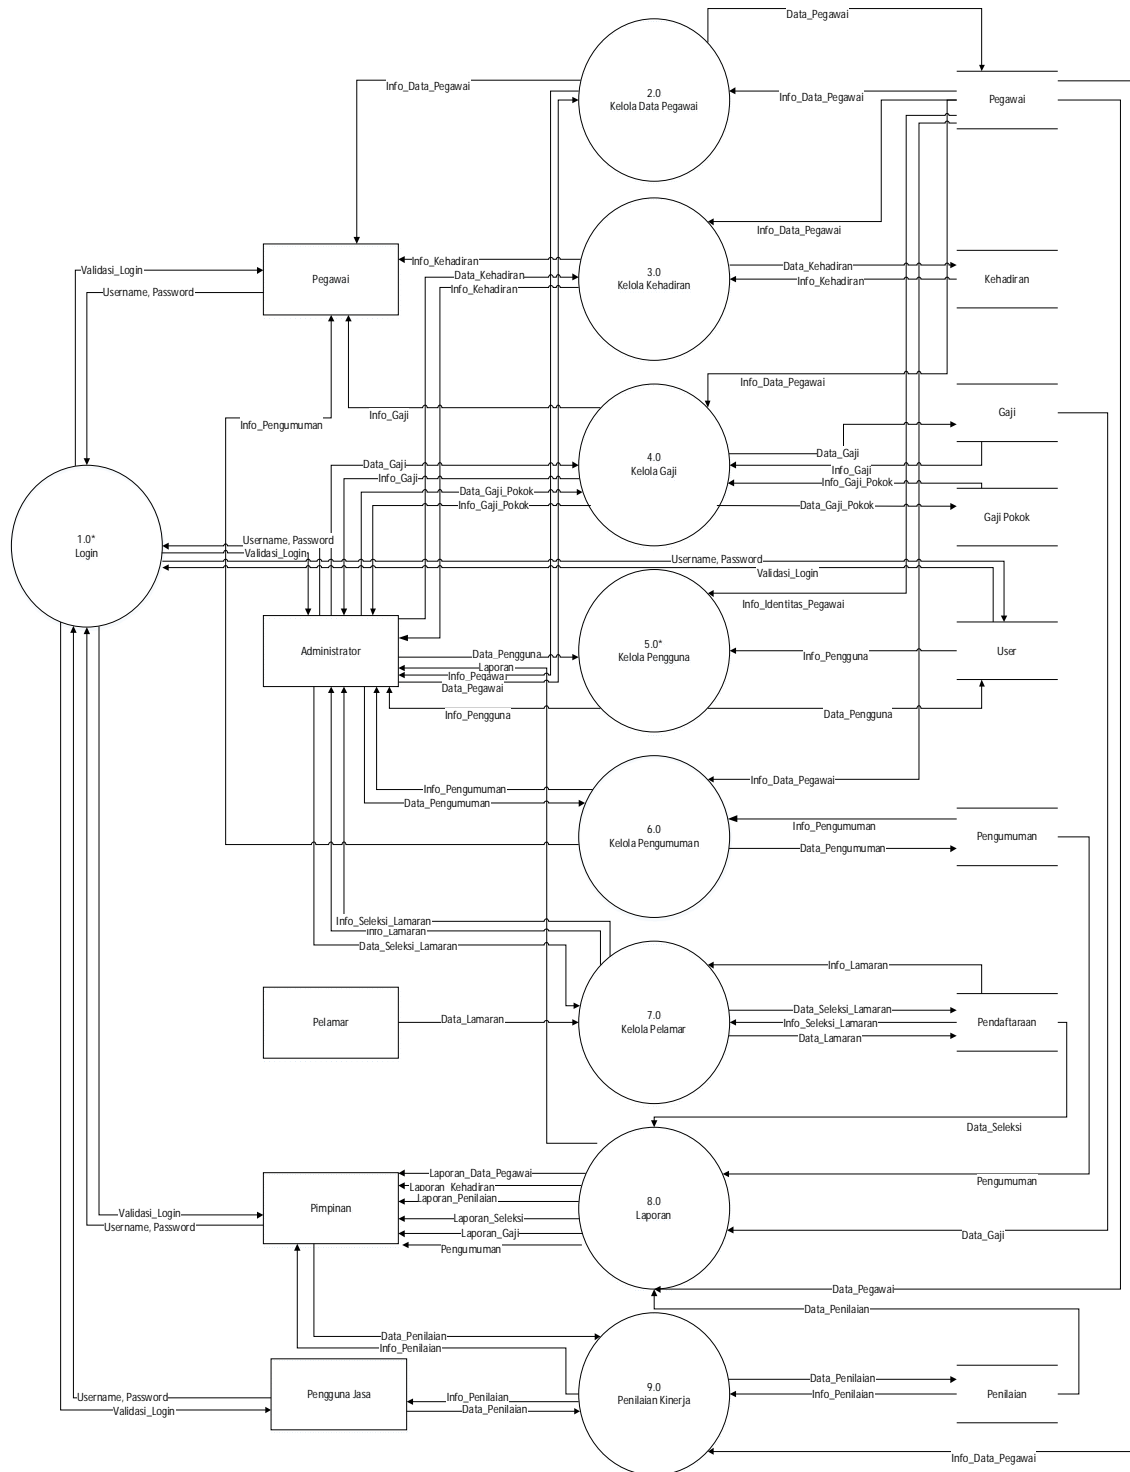 Data_Pegawai
Info_Data_Pegawai
2.0
Kelola Data Pegawai
Info_Data_Pegawai
Pegawai
Info_Data_Pegawai
Validasi_Login
Username, Password
Pegawai
Info_Kehadiran
Data_Kehadiran
Info_Kehadiran
3.0
Kelola Kehadiran
Data_Kehadiran
Info_Kehadiran
Kehadiran
Info_Data_Pegawai
Info_Gaji
Info_Pengumuman
Gaji
Data_Gaji
Info_Gaji
Data_Gaji_Pokok
Info_Gaji_Pokok
4.0
Kelola Gaji
Data_Gaji
Info_Gaji
Info_Gaji_Pokok
Data_Gaji_Pokok
Gaji Pokok
1.0*
Login
Username, Password
Validasi_Login
Username, Password
Validasi_Login
Info_Identitas_Pegawai
Administrator
Data_Pengguna
Laporan
Info_Pegawai
Data_Pegawai
Info_Pengguna
5.0*
Kelola Pengguna
Info_Pengguna
Data_Pengguna
User
Info_Data_Pegawai
Info_Pengumuman
Data_Pengumuman
6.0
Kelola Pengumuman
Info_Pengumuman
Data_Pengumuman
Pengumuman
Info_Seleksi_Lamaran
Info_Lamaran
Data_Seleksi_Lamaran
Info_Lamaran
Pelamar
Data_Lamaran
7.0
Kelola Pelamar
Data_Seleksi_Lamaran
Info_Seleksi_Lamaran
Data_Lamaran
Pendaftaraan
Data_Seleksi
Pengumuman
Laporan_Data_Pegawai
Laporan_Kehadiran
Laporan_Penilaian
Laporan_Seleksi
Laporan_Gaji
Pengumuman
Validasi_Login
Username, Password
Pimpinan
8.0
Laporan
Data_Gaji
Data_Pegawai
Data_Penilaian
Data_Penilaian
Info_Penilaian
Username, Password
Validasi_Login
Pengguna Jasa
Info_Penilaian
Data_Penilaian
9.0
Penilaian Kinerja
Data_Penilaian
Info_Penilaian
Penilaian
Info_Data_Pegawai